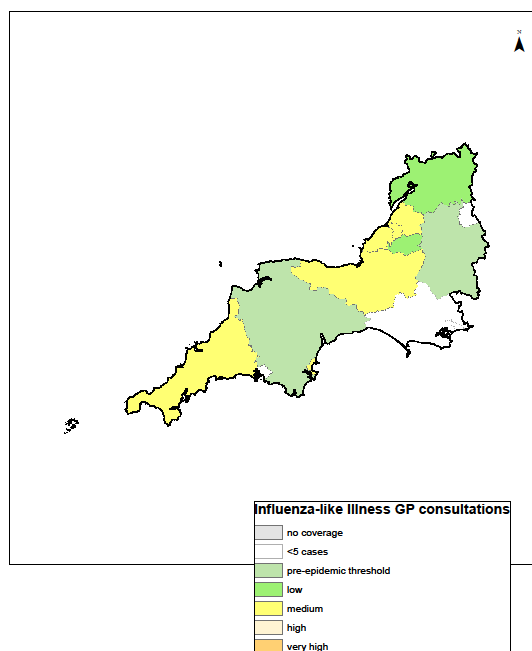 N
Influenza-like Illness GP consultations
no coverage
<5 cases
pre-epidemic threshold
low
medium
high
very high